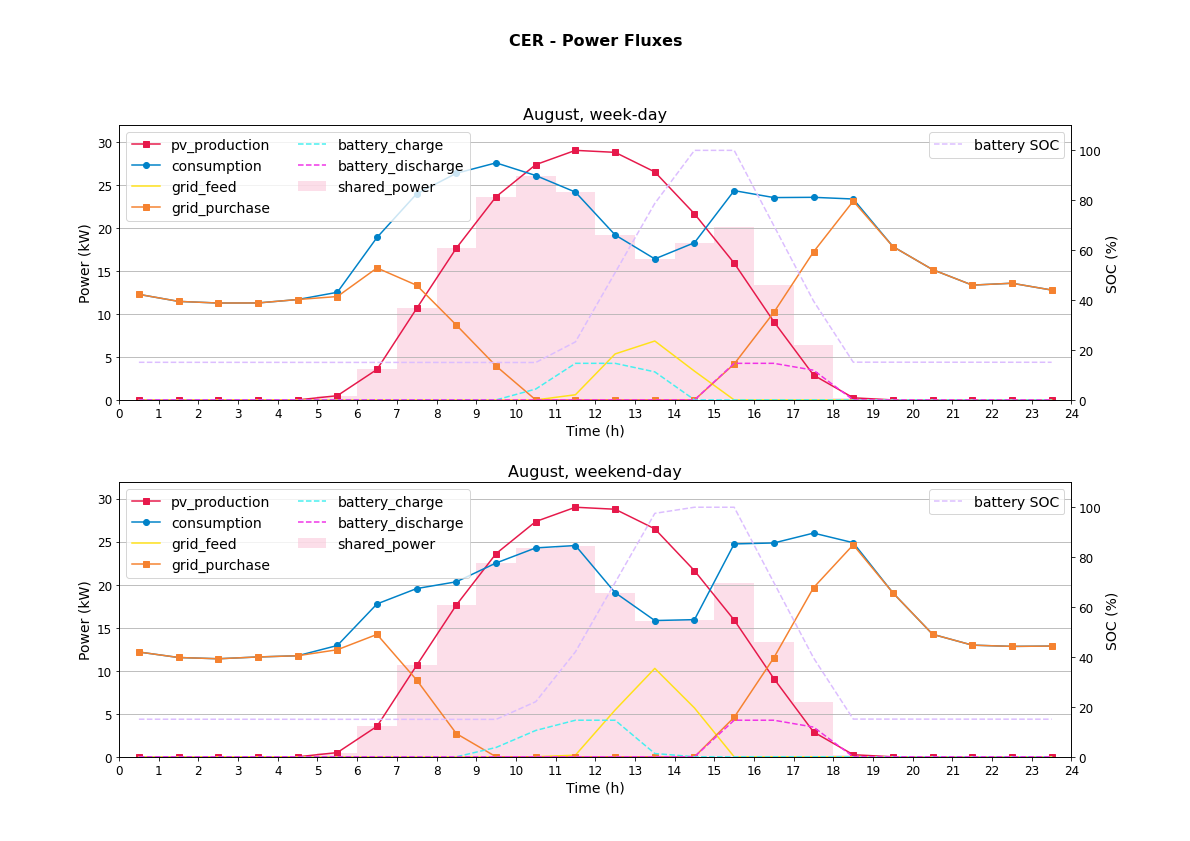 CER - Power Fluxes
August, week-day
pv_production
consumption
grid_feed
grid_purchase
battery_charge
battery_discharge
shared_power
battery SOC
Power (kW)
0
5
10
15
20
25
30
SOC (%)
0
20
40
60
80
100
0 1 2 3 4 5 6 7 8 9 10 11 12 13 14 15 16 17 18 19 20 21 22 23 24
Time (h)
August, weekend-day
pv_production
consumption
grid_feed
grid_purchase
battery_charge
battery_discharge
shared_power
battery SOC
Power (kW)
0
5
10
15
20
25
30
SOC (%)
0
20
40
60
80
100
0 1 2 3 4 5 6 7 8 9 10 11 12 13 14 15 16 17 18 19 20 21 22 23 24
Time (h)